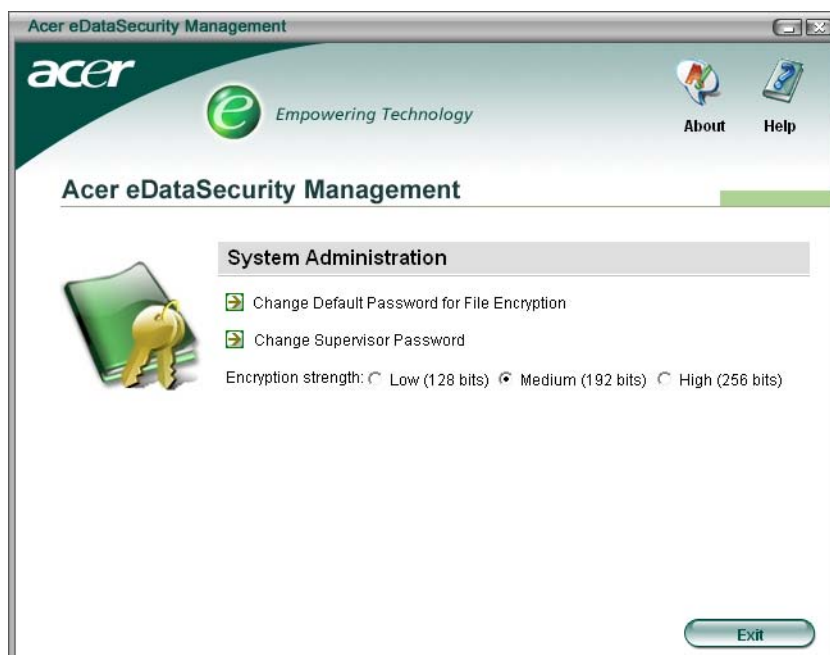 Acer eDataSecurity Management
acer
e
Empowering Technology
About
Help
Acer eDataSecurity Management
System Administration
Change Default Password for File Encryption
Change Supervisor Password
Encryption strength: Low (128 bits) Medium (192 bits) High (256 bits)
Exit